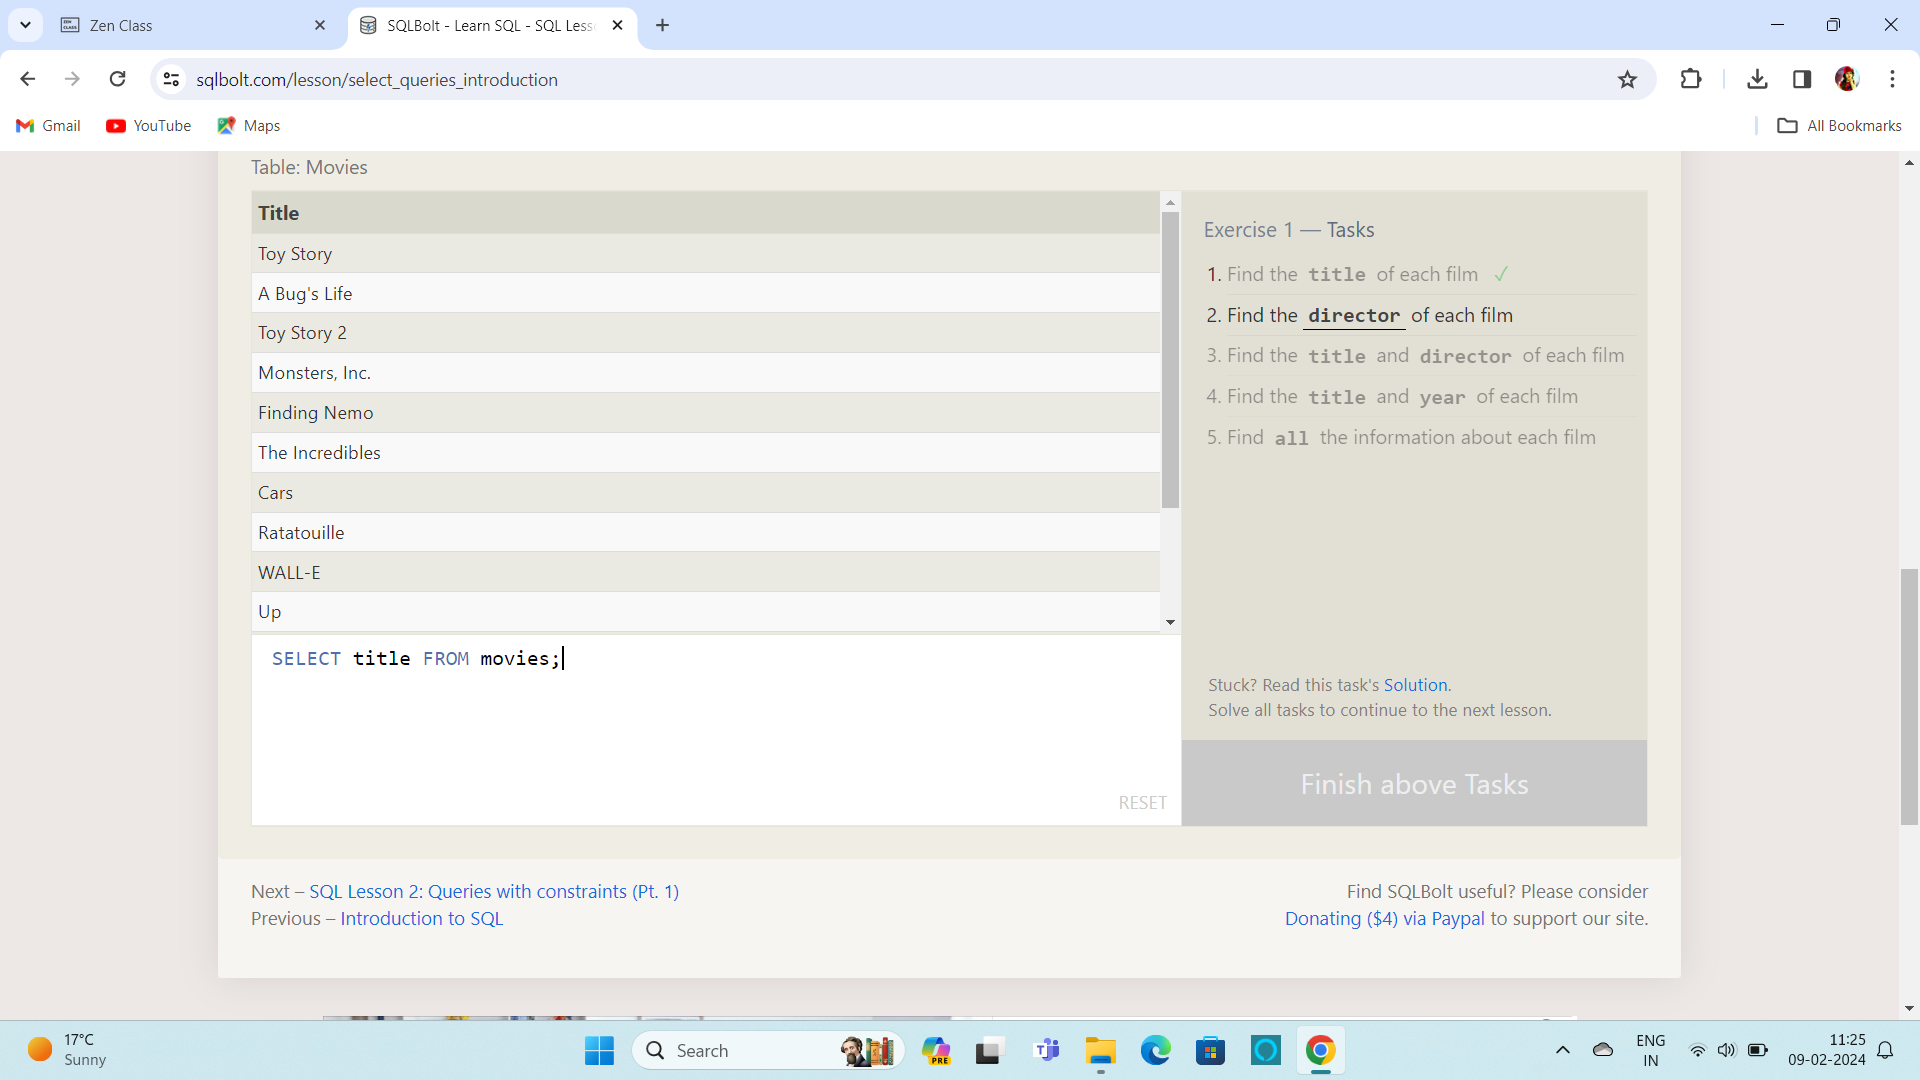 Zen Class
SQLBolt - Learn SQL - SQL Less
sqlbolt.com/lesson/select_queries_introduction
Gmail
YouTube
Maps
All Bookmarks
Table: Movies
Title
Toy Story
A Bug's Life
Toy Story 2
Monsters, Inc.
Finding Nemo
The Incredibles
Cars
Ratatouille
WALL-E
Up
SELECT title FROM movies;
RESET
Exercise 1 — Tasks
1. Find the title of each film ✓
2. Find the director of each film
3. Find the title and director of each film
4. Find the title and year of each film
5. Find all the information about each film
Stuck? Read this task's Solution.
Solve all tasks to continue to the next lesson.
Finish above Tasks
Next – SQL Lesson 2: Queries with constraints (Pt. 1)
Previous – Introduction to SQL
Find SQLBolt useful? Please consider
Donating ($4) via Paypal to support our site.
17°C
Sunny
Search
PRE
ENG
IN
11:25
09-02-2024